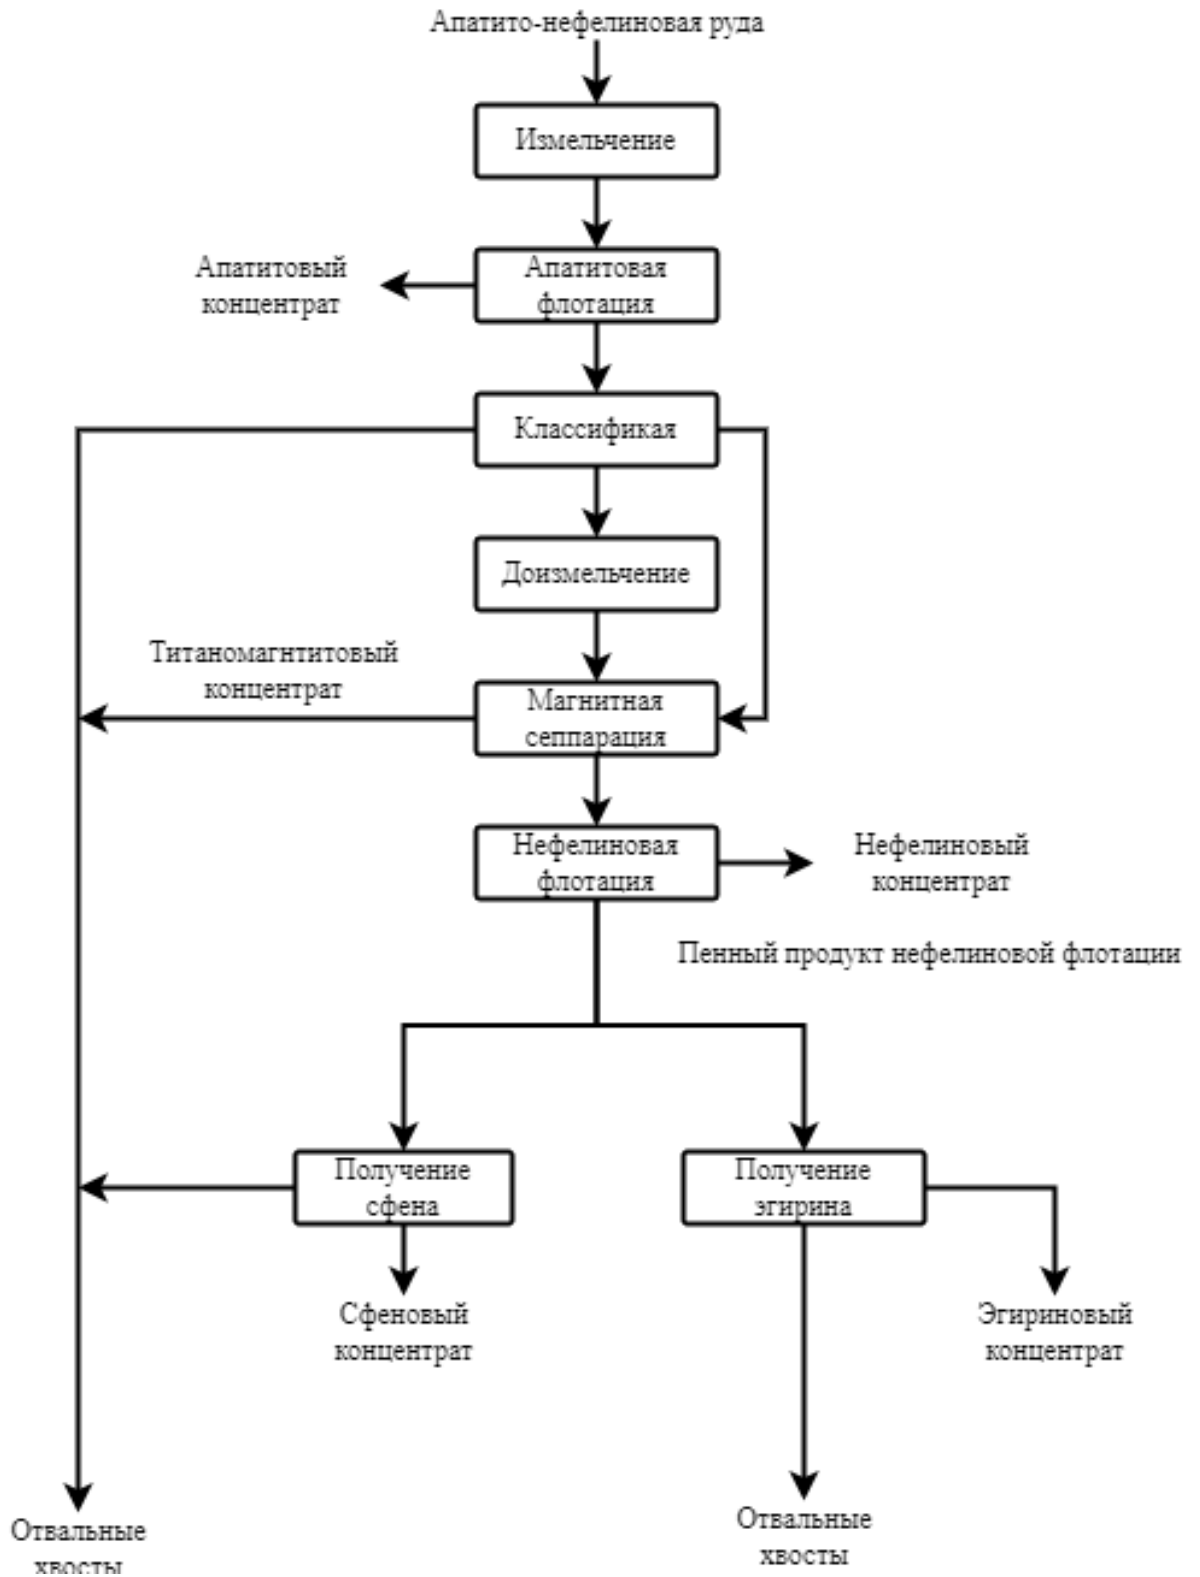 Апатито-нефелиновая руда
Измельчение
Апатитовая
флотация
Апатитовый
концентрат
Классификая
Доизмельчение
Титаномагнтитовый
концентрат
Магнитная
сеппарация
Нефелиновая
флотация
Нефелиновый
концентрат
Пенный продукт нефелиновой флотации
Получение
сфена
Получение
эгирина
Сфеновый
концентрат
Эгириновый
концентрат
Отвальные
хвосты
Отвальные
хвосты